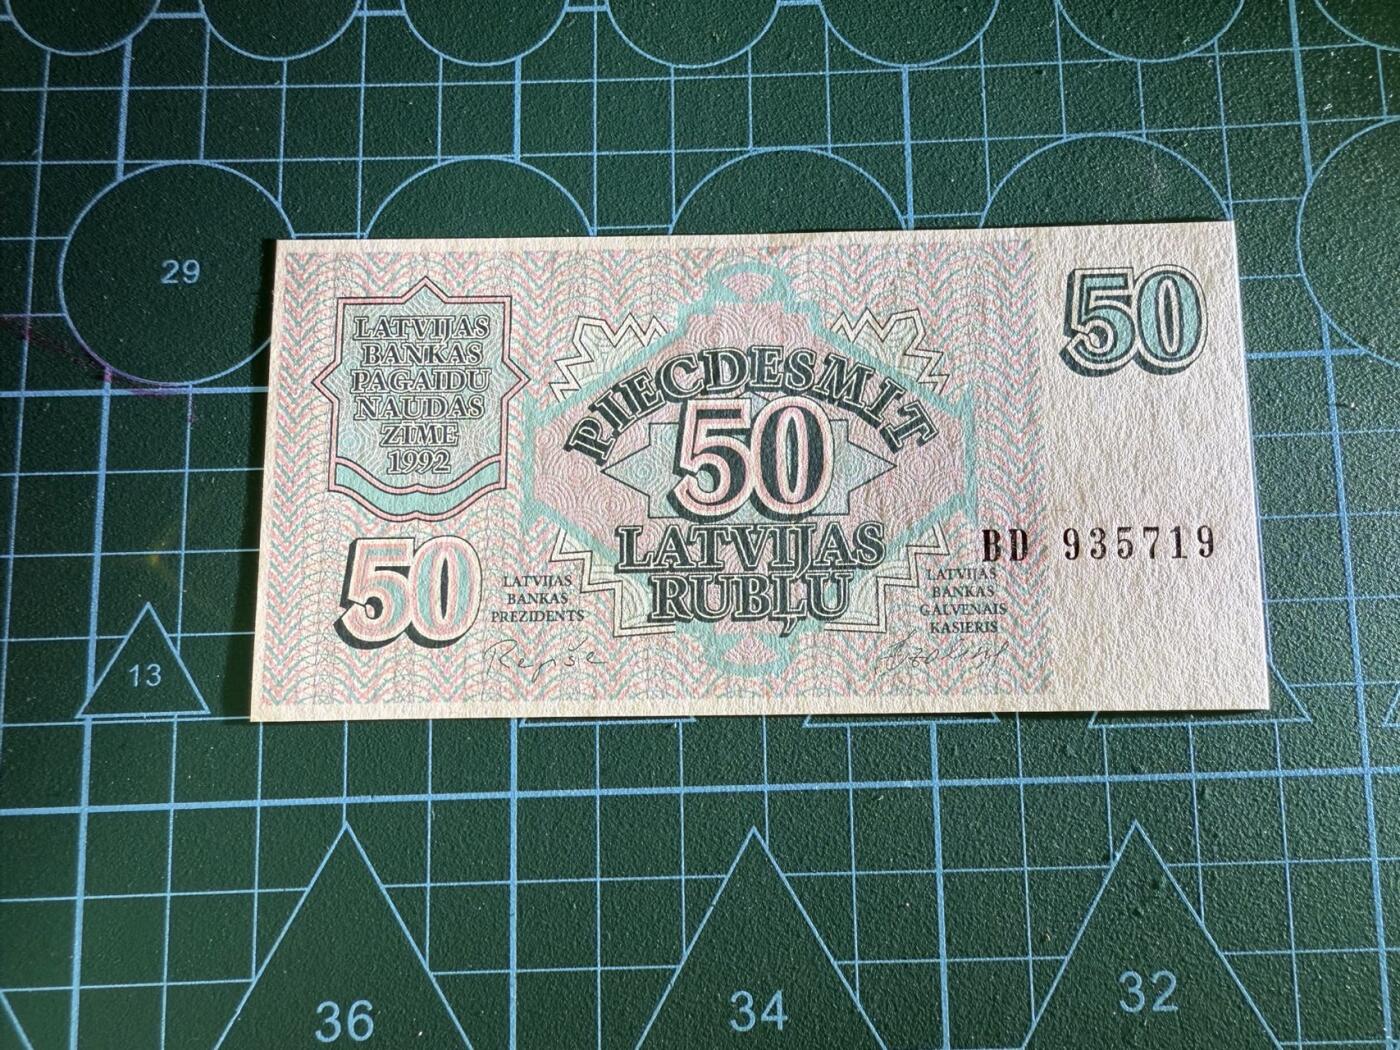 29
LATVIJAS
BANKAS
PAGAIDU
NAUDAS
ZĪME
1992
50
PIECDESMIT
50
LATVIJAS
RUBĻU
50
BD 935719
LATVIJAS
BANKAS
PREZIDENTS
LATVIJAS
BANKAS
GALVENAIS
KASIERIS
13
36
34
32